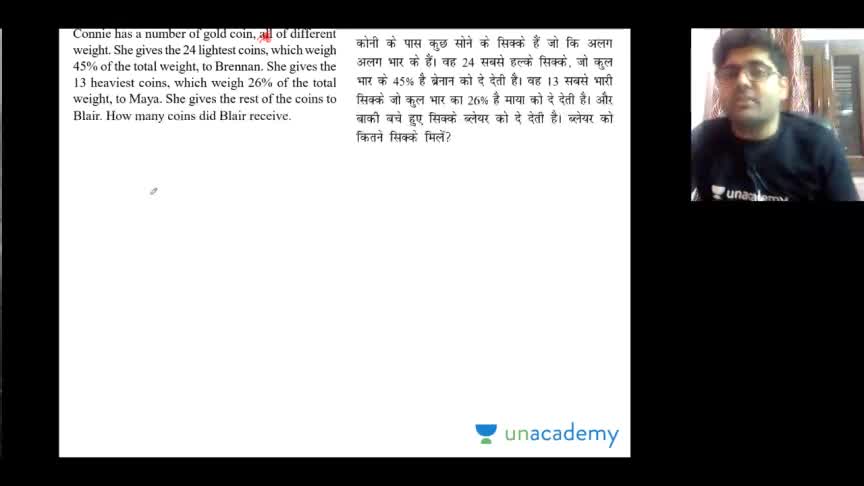 Connie has a number of gold coin, all of different
weight. She gives the 24 lightest coins, which weigh
45% of the total weight, to Brennan. She gives the
13 heaviest coins, which weigh 26% of the total
weight, to Maya. She gives the rest of the coins to
Blair. How many coins did Blair receive.
कोनी के पास कुछ सोने के सिक्के हैं जो कि अलग
अलग भार के हैं। वह 24 सबसे हल्के सिक्के, जो कुल
भार के 45% है ब्रेनान को दे देती है। वह 13 सबसे भारी
सिक्के जो कुल भार का 26% है माया को दे देती है। और
बाकी बचे हुए सिक्के ब्लेयर को दे देती है। ब्लेयर को
कितने सिक्के मिलें?
unacademy
unacademy